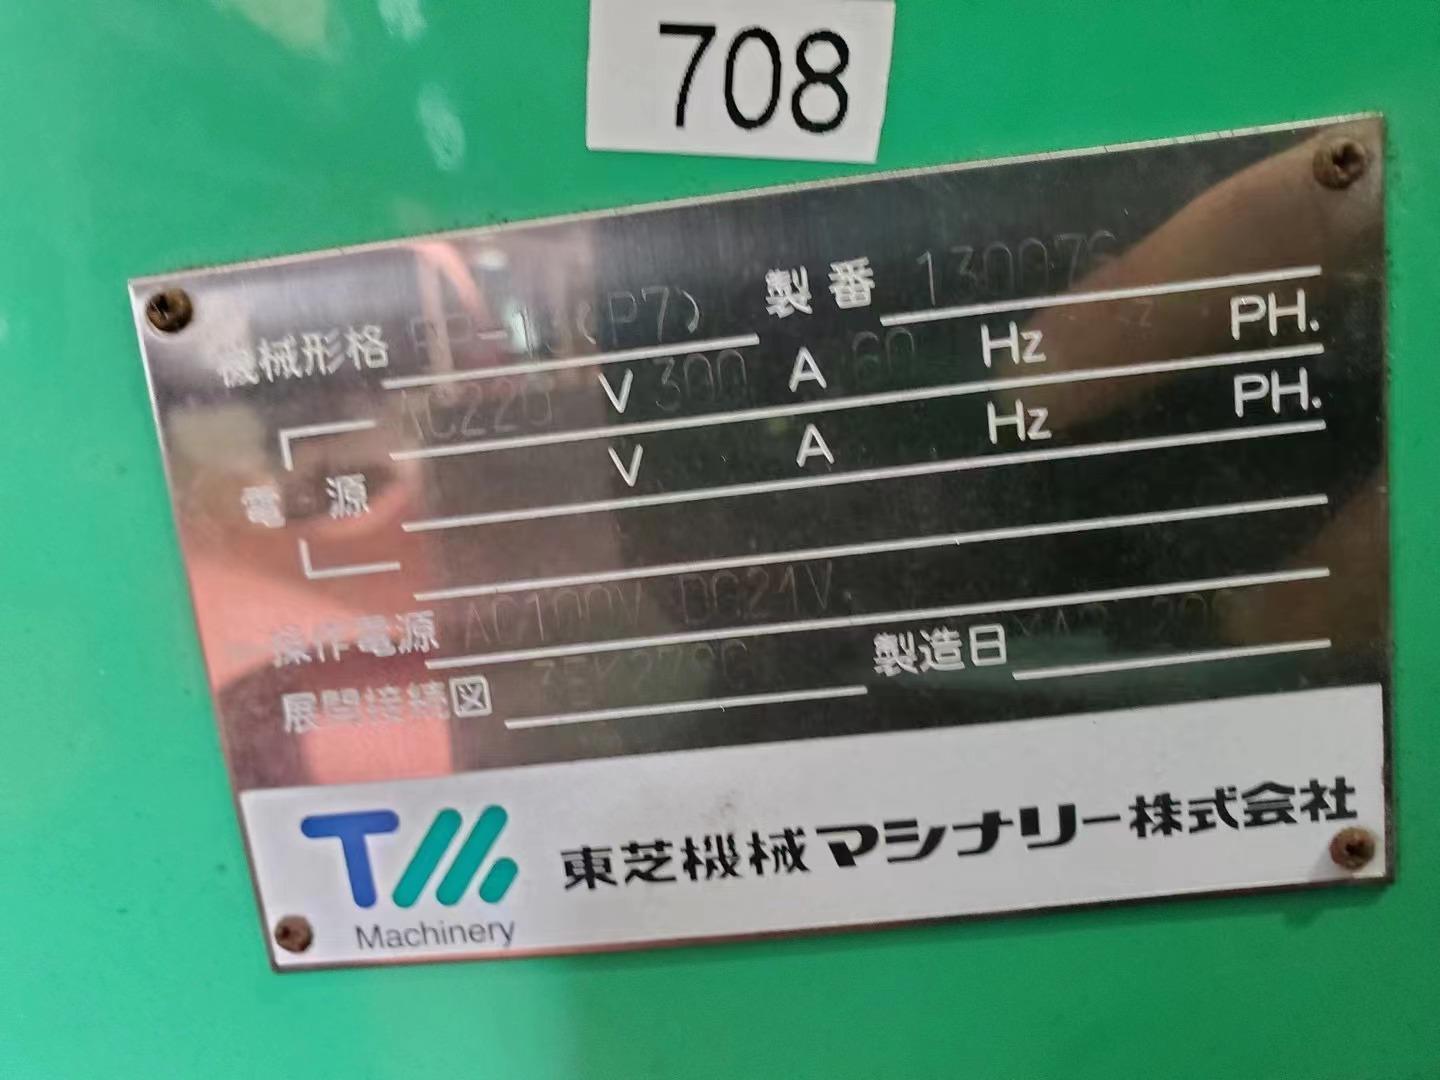 708
機械形格 (P7) 製番
AC220 V 300 A 60 Hz PH.
電源 V A Hz PH.
操作電源 AC100V DC24V
展開接続図 製造日
TM 東芝機械マシナリー株式会社
Machinery